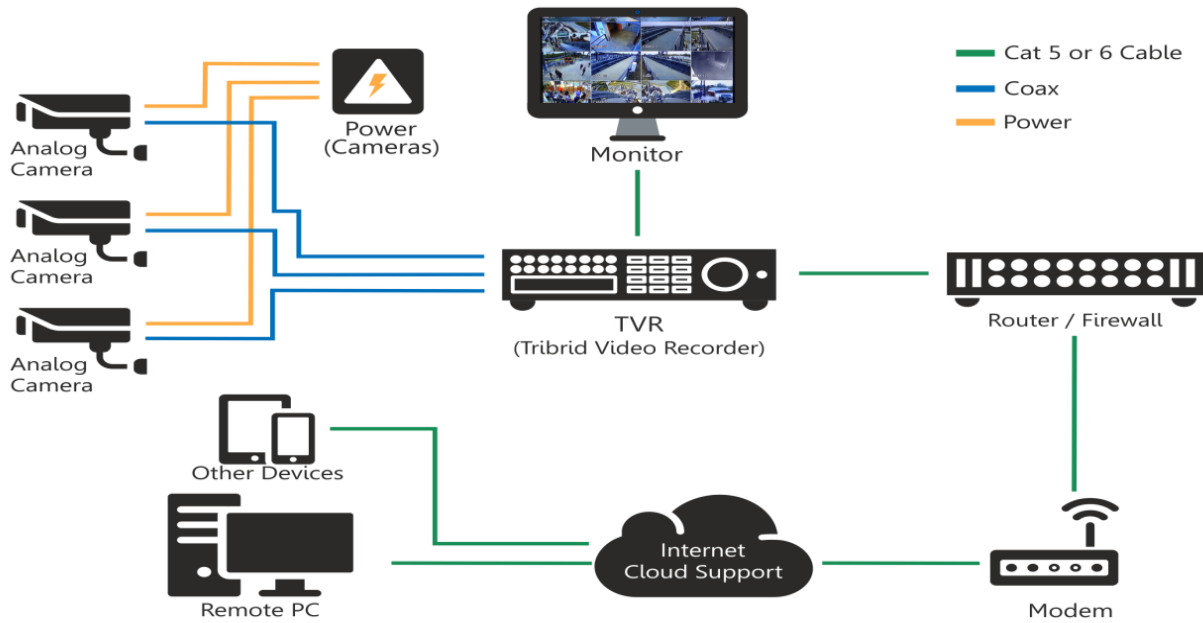 Cat 5 or 6 Cable
Coax
Power
Power
(Cameras)
Monitor
Analog
Camera
Analog
Camera
Analog
Camera
TVR
(Tribrid Video Recorder)
Router / Firewall
Other Devices
Internet
Cloud Support
Remote PC
Modem